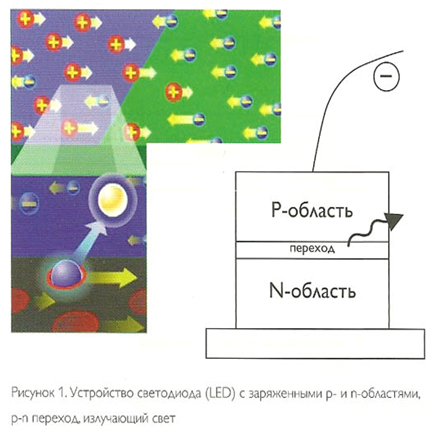 P-область
переход
N-область
Рисунок 1. Устройство светодиода (LED) с заряженными p- и n-областями,
p-n переход, излучающий свет